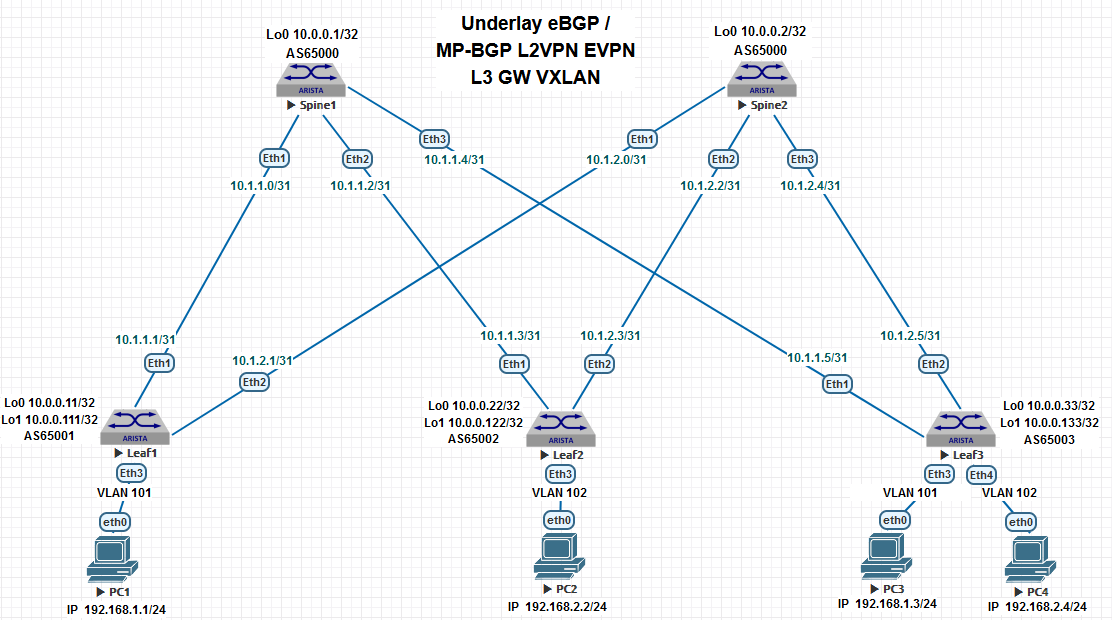 Underlay eBGP /
MP-BGP L2VPN EVPN
L3 GW VXLAN
Lo0 10.0.0.1/32
AS65000
ARISTA
Spine1
Lo0 10.0.0.2/32
AS65000
ARISTA
Spine2
Eth1
10.1.1.0/31
Eth2
10.1.1.2/31
Eth3
10.1.1.4/31
Eth1
10.1.2.0/31
Eth2
10.1.2.2/31
Eth3
10.1.2.4/31
10.1.1.1/31
Eth1
10.1.2.1/31
Eth2
10.1.1.3/31
Eth1
10.1.2.3/31
Eth2
10.1.1.5/31
Eth1
10.1.2.5/31
Eth2
Lo0 10.0.0.11/32
Lo1 10.0.0.111/32
AS65001
ARISTA
Leaf1
Eth3
VLAN 101
eth0
PC1
IP 192.168.1.1/24
Lo0 10.0.0.22/32
Lo1 10.0.0.122/32
AS65002
ARISTA
Leaf2
Eth3
VLAN 102
eth0
PC2
IP 192.168.2.2/24
Lo0 10.0.0.33/32
Lo1 10.0.0.133/32
AS65003
ARISTA
Leaf3
Eth3
VLAN 101
eth0
PC3
IP 192.168.1.3/24
Eth4
VLAN 102
eth0
PC4
IP 192.168.2.4/24